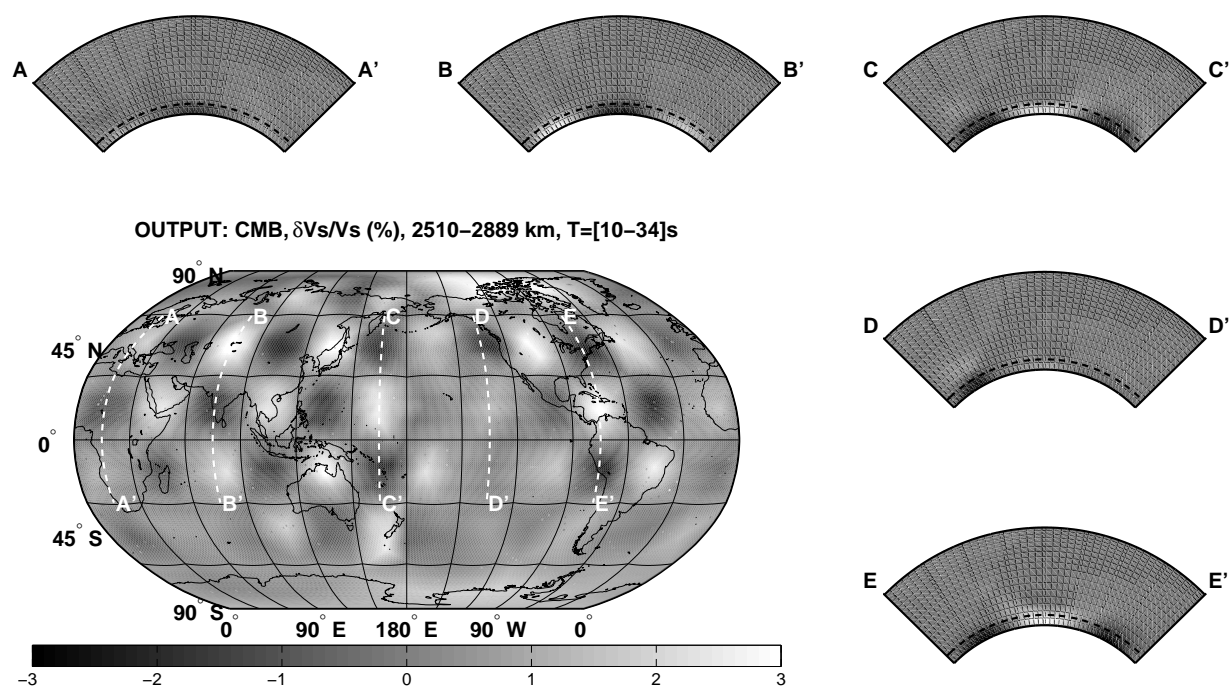 A A’ B B’ C C’
OUTPUT: CMB, δVs/Vs (%), 2510–2889 km, T=[10–34]s
90° N
A B C D E
45° N
0°
A’ B’ C’ D’ E’
45° S
90° S
0° 90° E 180° E 90° W 0°
−3 −2 −1 0 1 2 3
D D’
E E’